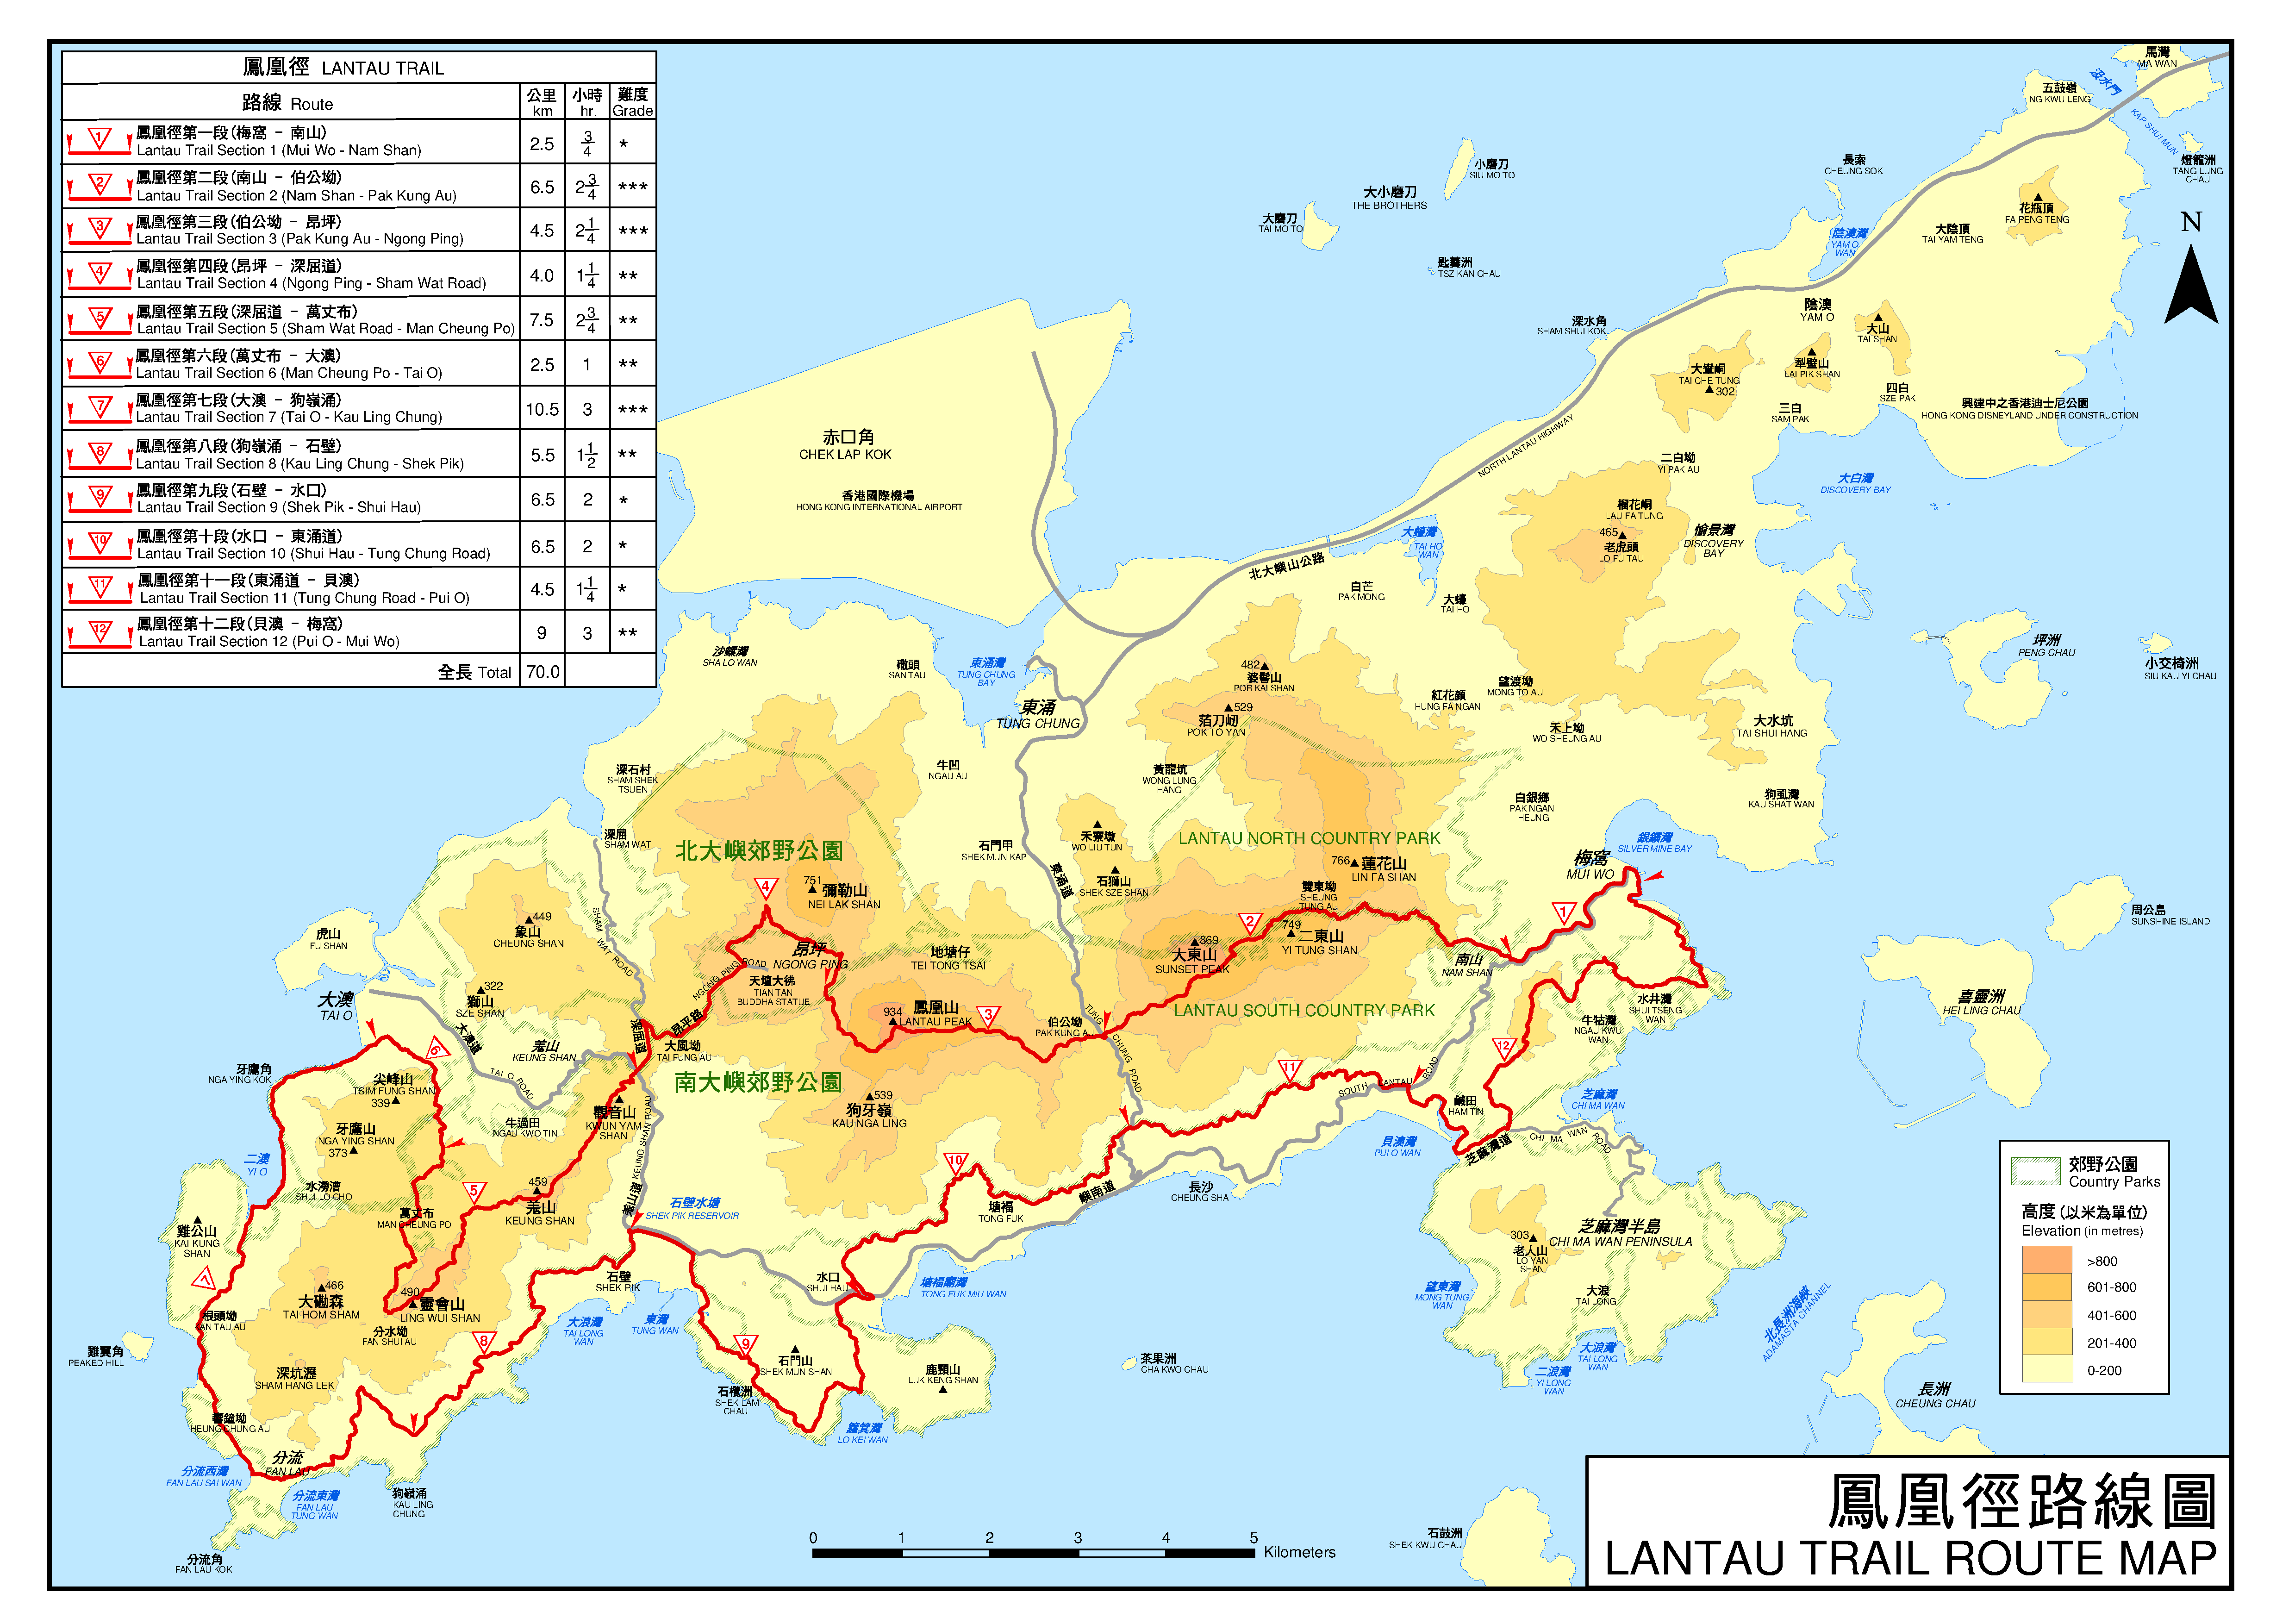 鳳凰徑 LANTAU TRAIL
路線 Route
公里 km
小時 hr.
難度 Grade
1 鳳凰徑第一段(梅窩 - 南山)
Lantau Trail Section 1 (Mui Wo - Nam Shan) 2.5 3/4 *
2 鳳凰徑第二段(南山 - 伯公坳)
Lantau Trail Section 2 (Nam Shan - Pak Kung Au) 6.5 2 3/4 ***
3 鳳凰徑第三段(伯公坳 - 昂坪)
Lantau Trail Section 3 (Pak Kung Au - Ngong Ping) 4.5 2 1/4 ***
4 鳳凰徑第四段(昂坪 - 深屈道)
Lantau Trail Section 4 (Ngong Ping - Sham Wat Road) 4.0 1 1/4 **
5 鳳凰徑第五段(深屈道 - 萬丈布)
Lantau Trail Section 5 (Sham Wat Road - Man Cheung Po) 7.5 2 3/4 **
6 鳳凰徑第六段(萬丈布 - 大澳)
Lantau Trail Section 6 (Man Cheung Po - Tai O) 2.5 1 **
7 鳳凰徑第七段(大澳 - 狗嶺涌)
Lantau Trail Section 7 (Tai O - Kau Ling Chung) 10.5 3 ***
8 鳳凰徑第八段(狗嶺涌 - 石壁)
Lantau Trail Section 8 (Kau Ling Chung - Shek Pik) 5.5 1 1/2 **
9 鳳凰徑第九段(石壁 - 水口)
Lantau Trail Section 9 (Shek Pik - Shui Hau) 6.5 2 *
10 鳳凰徑第十段(水口 - 東涌道)
Lantau Trail Section 10 (Shui Hau - Tung Chung Road) 6.5 2 *
11 鳳凰徑第十一段(東涌道 - 貝澳)
Lantau Trail Section 11 (Tung Chung Road - Pui O) 4.5 1 1/4 *
12 鳳凰徑第十二段(貝澳 - 梅窩)
Lantau Trail Section 12 (Pui O - Mui Wo) 9 3 **
全長 Total 70.0
馬灣
MA WAN
汲水門
KAP SHUI MUN
五鼓嶺
NG KWU LENG
燈籠洲
TANG LUNG
CHAU
長索
CHEUNG SOK
小磨刀
SIU MO TO
大小磨刀
THE BROTHERS
大磨刀
TAI MO TO
匙羹洲
TSZ KAN CHAU
花瓶頂
FA PENG TENG
大陰頂
TAI YAM TENG
陰澳灣
YAM O
WAN
N
陰澳
YAM O
深水角
SHAM SHUI KOK
大山
TAI SHAN
犁壁山
LAI PIK SHAN
大輋峒
TAI CHE TUNG
302
四白
SZE PAK
三白
SAM PAK
興建中之香港迪士尼公園
HONG KONG DISNEYLAND UNDER CONSTRUCTION
NORTH LANTAU HIGHWAY
北大嶼山公路
二白坳
YI PAK AU
大白灣
DISCOVERY BAY
赤口角
CHEK LAP KOK
香港國際機場
HONG KONG INTERNATIONAL AIRPORT
榴花峒
LAU FA TUNG
465
老虎頭
LO FU TAU
愉景灣
DISCOVERY
BAY
大蠔灣
TAI HO
WAN
白芒
PAK MONG
大蠔
TAI HO
坪洲
PENG CHAU
小交椅洲
SIU KAU YI CHAU
沙螺灣
SHA LO WAN
䃟頭
SAN TAU
東涌灣
TUNG CHUNG
BAY
東涌
TUNG CHUNG
482
婆髻山
POR KAI SHAN
529
箔刀屻
POK TO YAN
紅花顏
HUNG FA NGAN
望渡坳
MONG TO AU
禾上坳
WO SHEUNG AU
大水坑
TAI SHUI HANG
深石村
SHAM SHEK
TSUEN
牛凹
NGAU AU
黃龍坑
WONG LUNG
HANG
白銀鄉
PAK NGAN
HEUNG
狗虱灣
KAU SHAT WAN
深屈
SHAM WAT
北大嶼郊野公園
LANTAU NORTH COUNTRY PARK
石門甲
SHEK MUN KAP
禾寮墩
WO LIU TUN
石獅山
SHEK SZE SHAN
東涌道
766
蓮花山
LIN FA SHAN
雙東坳
SHEUNG
TUNG AU
銀鑛灣
SILVER MINE BAY
梅窩
MUI WO
751
彌勒山
NEI LAK SHAN
周公島
SUNSHINE ISLAND
449
象山
CHEUNG SHAN
虎山
FU SHAN
SHAM WAT ROAD
昂坪
NGONG PING
NGONG PING ROAD
昂平路
地塘仔
TEI TONG TSAI
869
大東山
SUNSET PEAK
749
二東山
YI TUNG SHAN
南山
NAM SHAN
天壇大佛
TIAN TAN
BUDDHA STATUE
322
獅山
SZE SHAN
大澳
TAI O
大澳道
TAI O ROAD
934
鳳凰山
LANTAU PEAK
伯公坳
PAK KUNG AU
LANTAU SOUTH COUNTRY PARK
水井灣
SHUI TSENG
WAN
牛牯灣
NGAU KWU
WAN
喜靈洲
HEI LING CHAU
深屈道
大風坳
TAI FUNG AU
羗山
KEUNG SHAN
南大嶼郊野公園
TUNG CHUNG ROAD
牙鷹角
NGA YING KOK
尖峰山
TSIM FUNG SHAN
339
牙鷹山
NGA YING SHAN
373
牛過田
NGAU KWO TIN
觀音山
KWUN YAM
SHAN
KEUNG SHAN ROAD
羗山道
539
狗牙嶺
KAU NGA LING
SOUTH LANTAU ROAD
鹹田
HAM TIN
芝麻灣
CHI MA WAN
CHI MA WAN ROAD
芝麻灣道
貝澳灣
PUI O WAN
二澳
YI O
水澇漕
SHUI LO CHO
萬丈布
MAN CHEUNG PO
459
羗山
KEUNG SHAN
石壁水塘
SHEK PIK RESERVOIR
塘福
TONG FUK
嶼南道
長沙
CHEUNG SHA
雞公山
KAI KUNG
SHAN
芝麻灣半島
CHI MA WAN PENINSULA
303
老人山
LO YAN
SHAN
466
大磡森
TAI HOM SHAM
490
靈會山
LING WUI SHAN
石壁
SHEK PIK
水口
SHUI HAU
塘福廟灣
TONG FUK MIU WAN
望東灣
MONG TUNG
WAN
大浪
TAI LONG
根頭坳
KAN TAU AU
分水坳
FAN SHUI AU
大浪灣
TAI LONG
WAN
東灣
TUNG WAN
北長洲海峽
ADAMASTA CHANNEL
雞翼角
PEAKED HILL
深坑瀝
SHAM HANG LEK
石門山
SHEK MUN SHAN
鹿頸山
LUK KENG SHAN
茶果洲
CHA KWO CHAU
大浪灣
TAI LONG
WAN
二浪灣
YI LONG
WAN
石欖洲
SHEK LAM
CHAU
長洲
CHEUNG CHAU
響鐘坳
HEUNG CHUNG AU
籮箕灣
LO KEI WAN
分流
FAN LAU
分流西灣
FAN LAU SAI WAN
分流東灣
FAN LAU
TUNG WAN
狗嶺涌
KAU LING
CHUNG
分流角
FAN LAU KOK
石鼓洲
SHEK KWU CHAU
1
2
3
4
5
6
7
8
9
10
11
12
郊野公園
Country Parks
高度 (以米為單位)
Elevation (in metres)
>800
601-800
401-600
201-400
0-200
0 1 2 3 4 5 Kilometers
鳳凰徑路線圖
LANTAU TRAIL ROUTE MAP